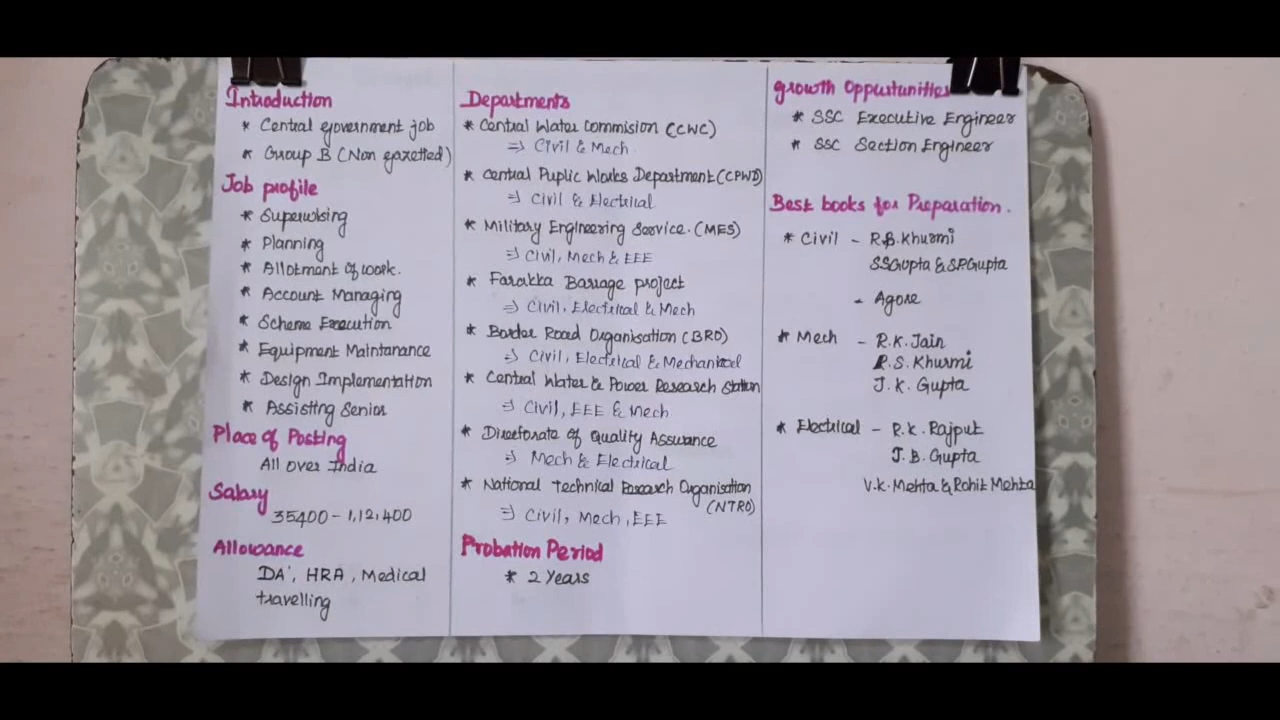 Introduction
* Central government job
* Group B (Non gazetted)
Job profile
* Supervising
* Planning
* Allotment of work.
* Account Managing
* Scheme Execution
* Equipment Maintanance
* Design Implementation
* Assisting Senior
Place of Posting
All over India
Salary
35400 - 1,12,400
Allowance
DA, HRA, Medical
travelling
Departments
* Central Water Commision (CWC)
⇒ Civil & Mech
* Central Puplic Works Department (CPWD)
⇒ Civil & Electrical
* Military Engineering Service. (MES)
⇒ Civil, Mech & EEE
* Farakka Barrage project
⇒ Civil, Electrical & Mech
* Border Road Organisation (BRO)
⇒ Civil, Electrical & Mechanical
* Central Water & Power Research Station
⇒ Civil, EEE & Mech
* Directorate of Quality Assurance
⇒ Mech & Electrical
* National Technical Research Organisation
(NTRO)
⇒ Civil, Mech, EEE
Probation Period
* 2 Years
Growth Oppurtunities
* SSC Executive Engineer
* SSC Section Engineer
Best books for Preparation.
* Civil - R.S. Khurmi
SS Gupta & S.P. Gupta
- Agore
* Mech - R.K. Jain
R.S. Khurmi
J.K. Gupta
* Electrical - R.K. Rajput
J.B. Gupta
V.K. Mehta & Rohit Mehta